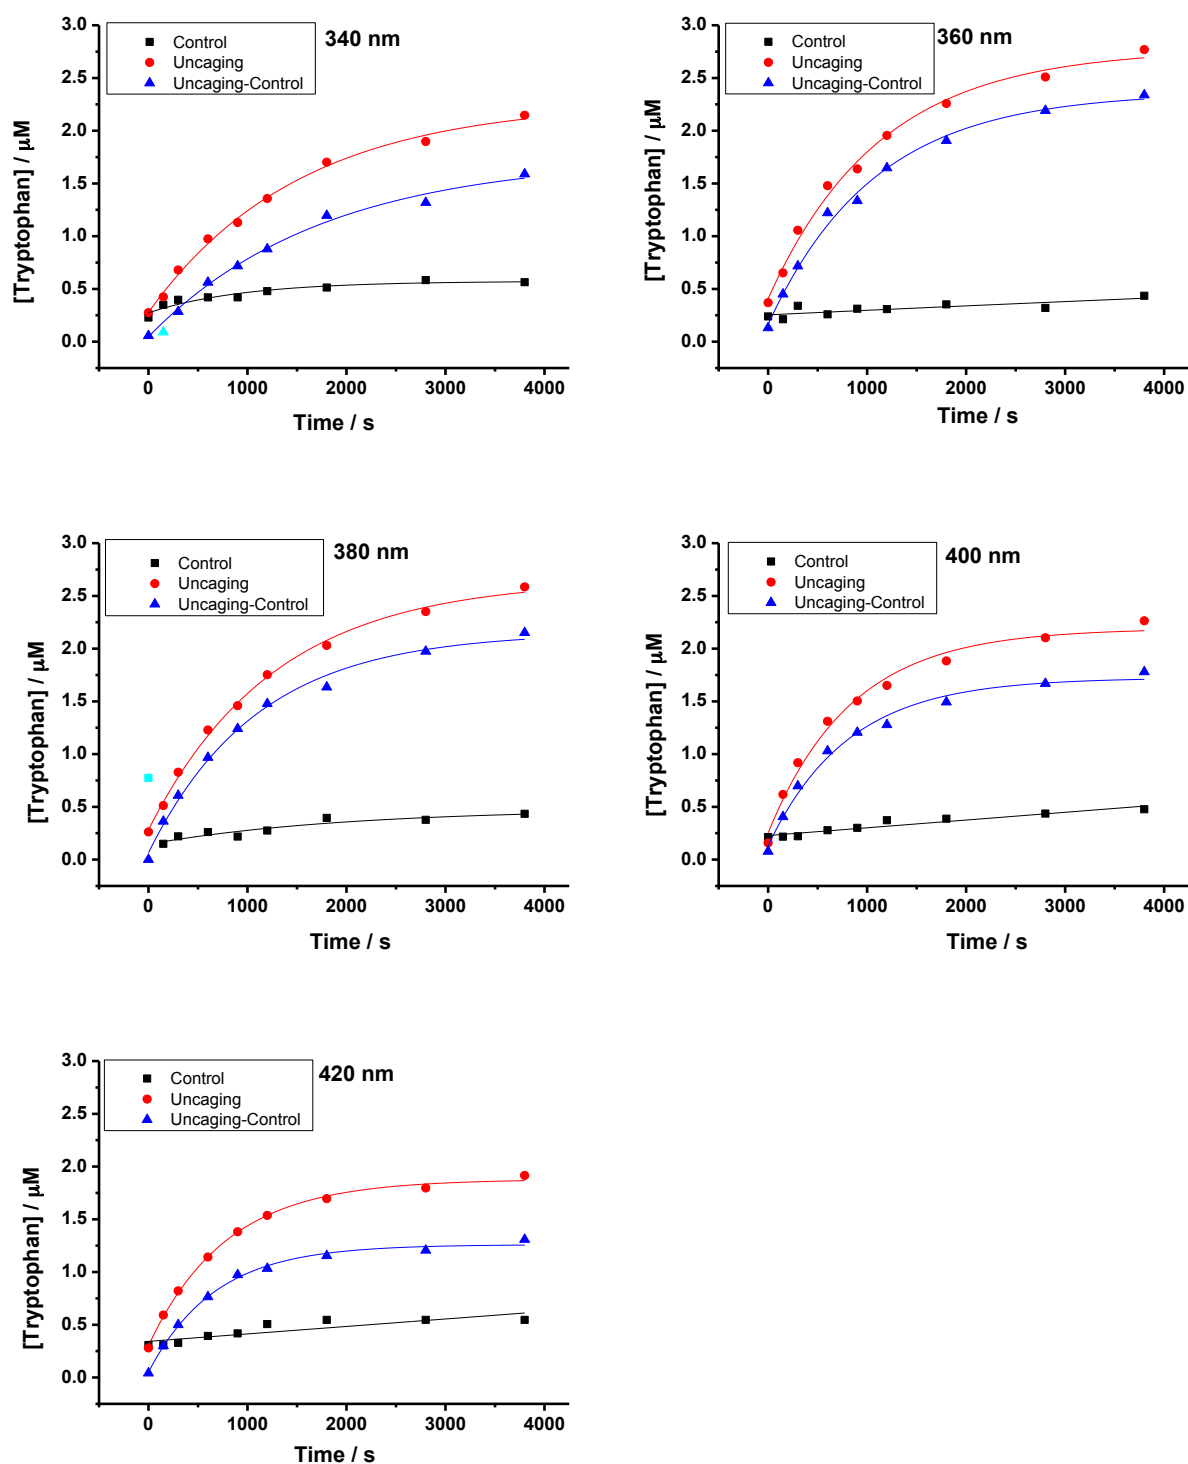 340 nm
Control
Uncaging
Uncaging-Control
3.0
2.5
2.0
1.5
1.0
0.5
0.0
[Tryptophan] / μM
0 1000 2000 3000 4000
Time / s
360 nm
Control
Uncaging
Uncaging-Control
3.0
2.5
2.0
1.5
1.0
0.5
0.0
[Tryptophan] / μM
0 1000 2000 3000 4000
Time / s
380 nm
Control
Uncaging
Uncaging-Control
3.0
2.5
2.0
1.5
1.0
0.5
0.0
[Tryptophan] / μM
0 1000 2000 3000 4000
Time / s
400 nm
Control
Uncaging
Uncaging-Control
3.0
2.5
2.0
1.5
1.0
0.5
0.0
[Tryptophan] / μM
0 1000 2000 3000 4000
Time / s
420 nm
Control
Uncaging
Uncaging-Control
3.0
2.5
2.0
1.5
1.0
0.5
0.0
[Tryptophan] / μM
0 1000 2000 3000 4000
Time / s